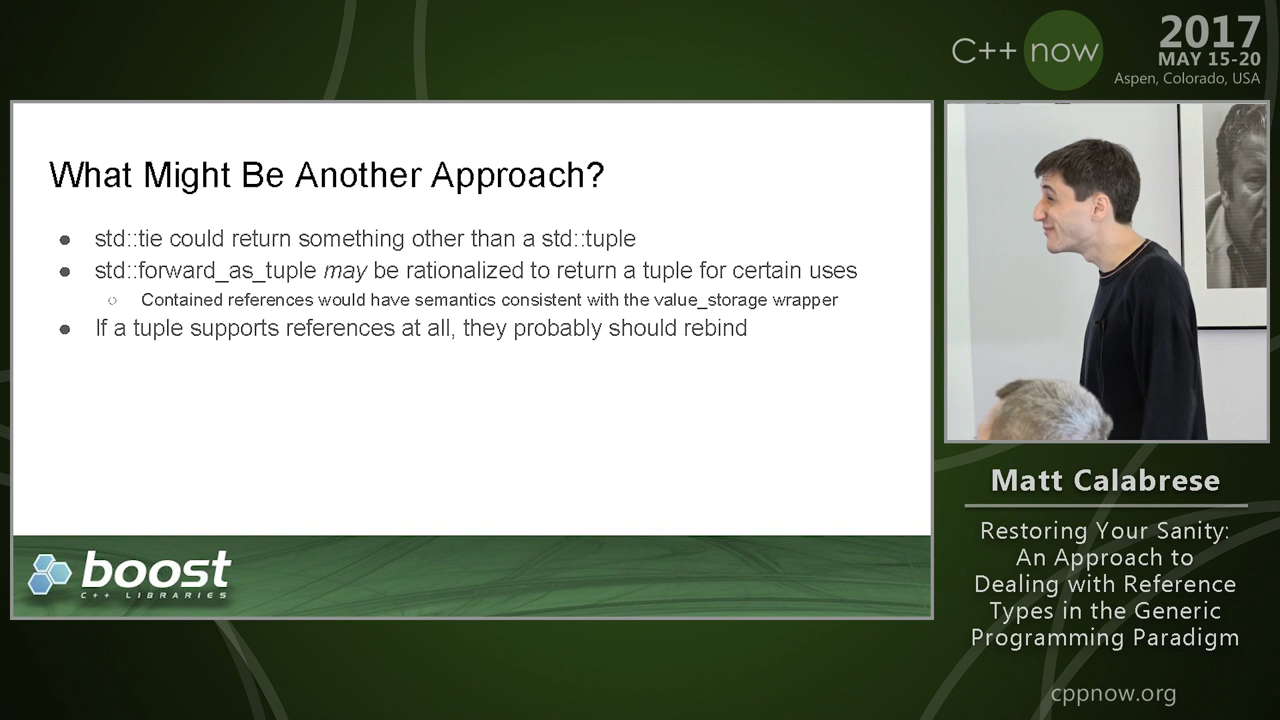 C++ now
2017
MAY 15-20
Aspen, Colorado, USA
What Might Be Another Approach?
● std::tie could return something other than a std::tuple
● std::forward_as_tuple may be rationalized to return a tuple for certain uses
○ Contained references would have semantics consistent with the value_storage wrapper
● If a tuple supports references at all, they probably should rebind
boost
C++ LIBRARIES
Matt Calabrese
Restoring Your Sanity:
An Approach to
Dealing with Reference
Types in the Generic
Programming Paradigm
cppnow.org